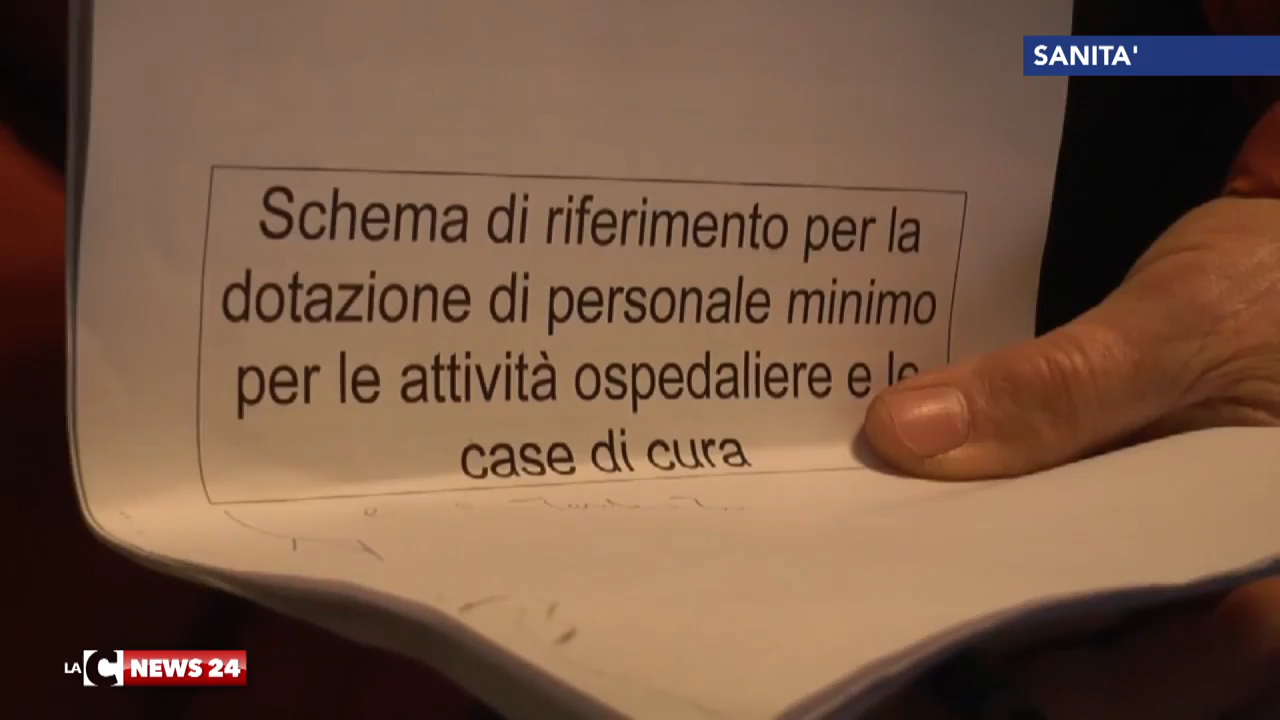 SANITA'
Schema di riferimento per la
dotazione di personale minimo
per le attività ospedaliere e le
case di cura
LA C NEWS 24